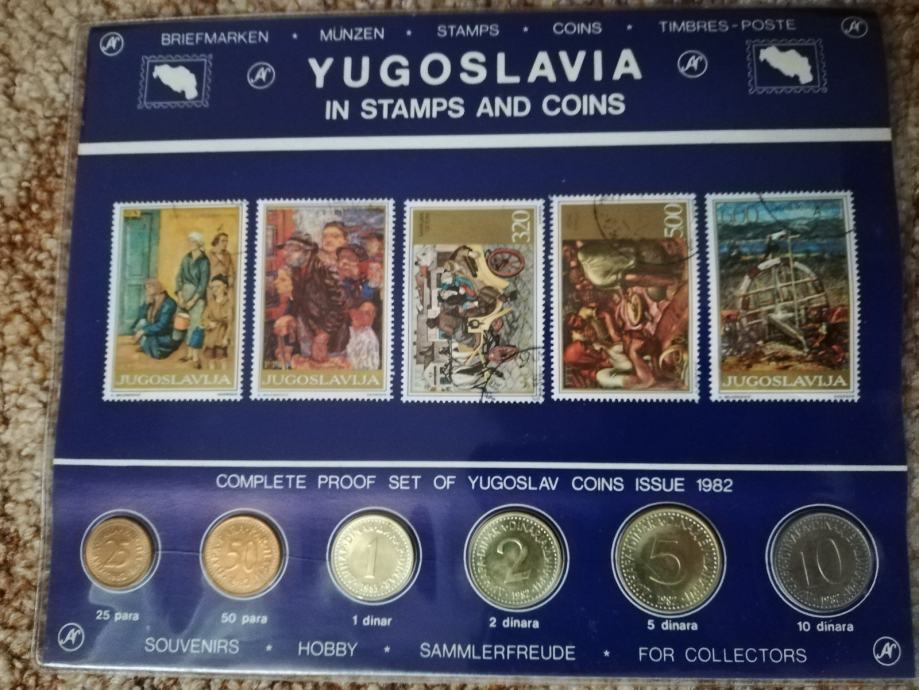 BRIEFMARKEN * MÜNZEN * STAMPS * COINS * TIMBRES-POSTE
YUGOSLAVIA
IN STAMPS AND COINS
320
500
JUGOSLAVIJA
JUGOSLAVIJA
JUGOSLAVIJA
COMPLETE PROOF SET OF YUGOSLAV COINS ISSUE 1982
25
50
1
2
5
10
25 para
50 para
1 dinar
2 dinara
5 dinara
10 dinara
SOUVENIRS * HOBBY * SAMMLERFREUDE * FOR COLLECTORS